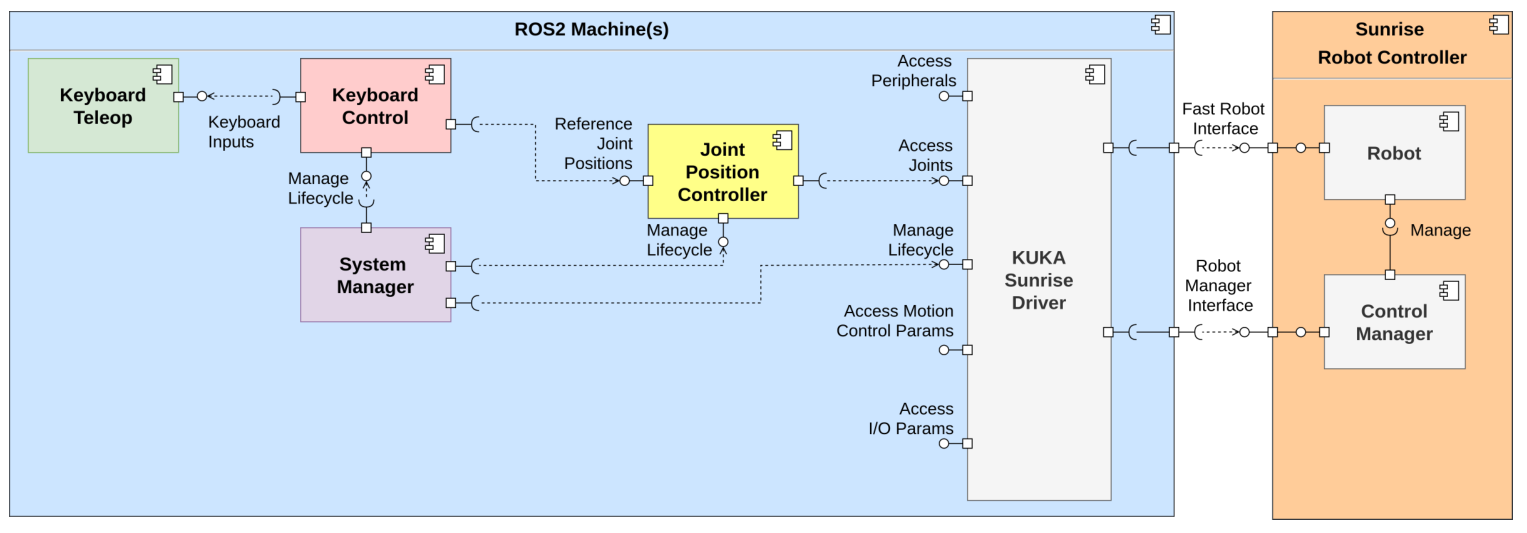 ROS2 Machine(s)
Sunrise
Robot Controller
Keyboard
Teleop
Keyboard
Inputs
Keyboard
Control
Manage
Lifecycle
System
Manager
Reference
Joint
Positions
Joint
Position
Controller
Manage
Lifecycle
Access
Peripherals
Access
Joints
Manage
Lifecycle
Access Motion
Control Params
Access
I/O Params
KUKA
Sunrise
Driver
Fast Robot
Interface
Robot
Manager
Interface
Robot
Manage
Control
Manager